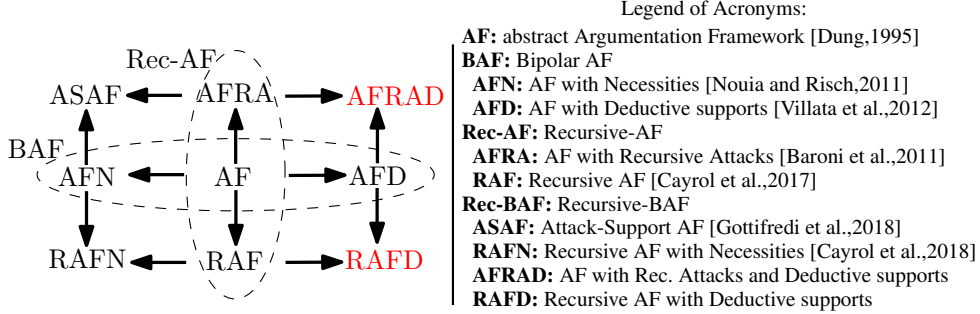 Rec-AF
ASAF AFRA AFRAD
BAF
AFN AF AFD
RAFN RAF RAFD
Legend of Acronyms:
AF: abstract Argumentation Framework [Dung,1995]
BAF: Bipolar AF
AFN: AF with Necessities [Nouia and Risch,2011]
AFD: AF with Deductive supports [Villata et al.,2012]
Rec-AF: Recursive-AF
AFRA: AF with Recursive Attacks [Baroni et al.,2011]
RAF: Recursive AF [Cayrol et al.,2017]
Rec-BAF: Recursive-BAF
ASAF: Attack-Support AF [Gottifredi et al.,2018]
RAFN: Recursive AF with Necessities [Cayrol et al.,2018]
AFRAD: AF with Rec. Attacks and Deductive supports
RAFD: Recursive AF with Deductive supports